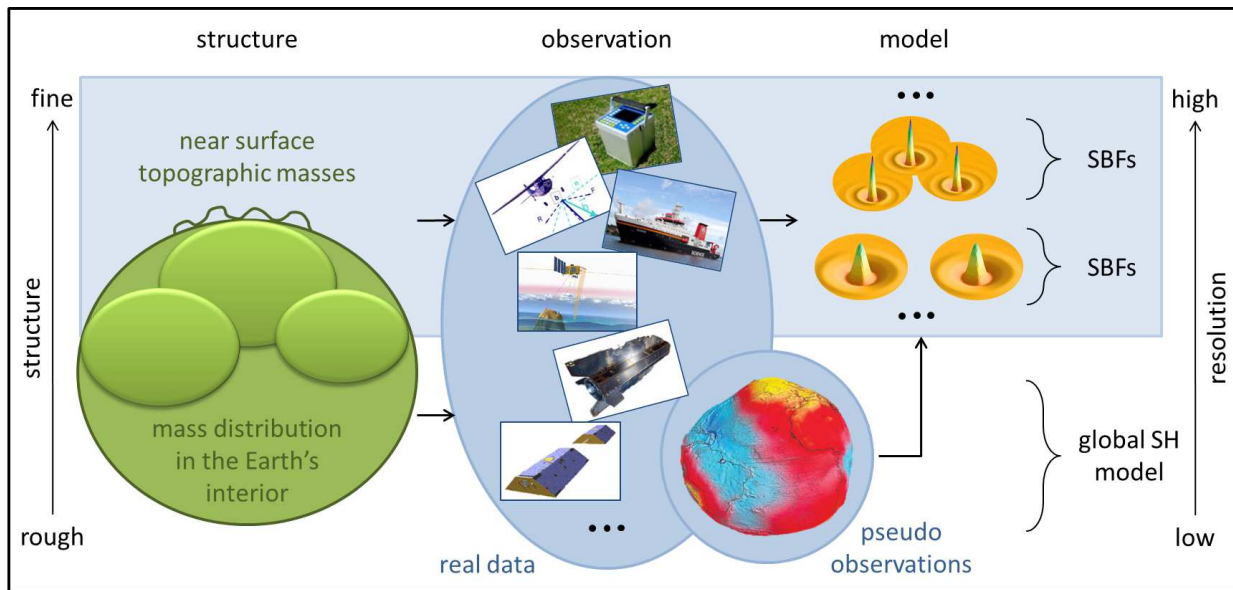 structure
observation
model
fine
high
near surface
topographic masses
SBFs
SBFs
structure
resolution
mass distribution
in the Earth's
interior
global SH
model
rough
low
real data
pseudo
observations